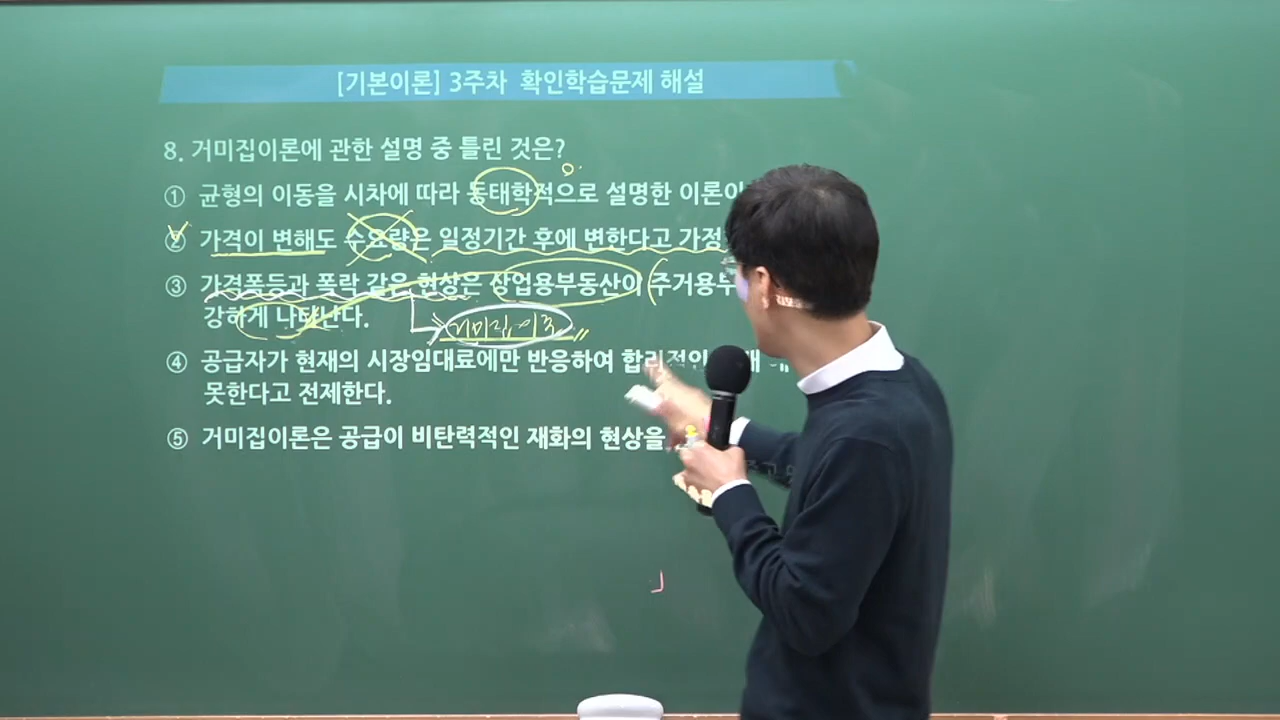 [기본이론] 3주차 확인학습문제 해설
8. 거미집이론에 관한 설명 중 틀린 것은?
① 균형의 이동을 시차에 따라 동태학적으로 설명한 이론이
② 가격이 변해도 수요량은 일정기간 후에 변한다고 가정
③ 가격폭등과 폭락 같은 현상은 상업용부동산이 (주거용부
강하게 나타난다.
거미집이론
④ 공급자가 현재의 시장임대료에만 반응하여 합리적인
못한다고 전제한다.
⑤ 거미집이론은 공급이 비탄력적인 재화의 현상을